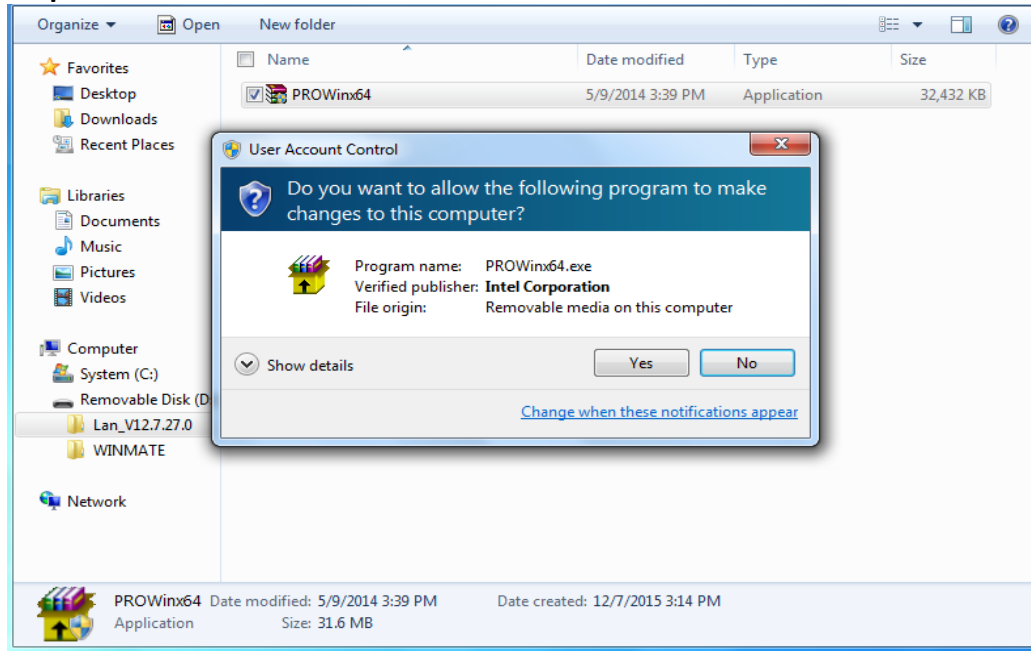 Organize Open New folder
Name Date modified Type Size
PROWinx64 5/9/2014 3:39 PM Application 32,432 KB
Favorites
Desktop
Downloads
Recent Places
Libraries
Documents
Music
Pictures
Videos
Computer
System (C:)
Removable Disk (D
Lan_V12.7.27.0
WINMATE
Network
User Account Control
Do you want to allow the following program to make
changes to this computer?
Program name: PROWinx64.exe
Verified publisher: Intel Corporation
File origin: Removable media on this computer
Show details Yes No
Change when these notifications appear
PROWinx64 Date modified: 5/9/2014 3:39 PM Date created: 12/7/2015 3:14 PM
Application Size: 31.6 MB